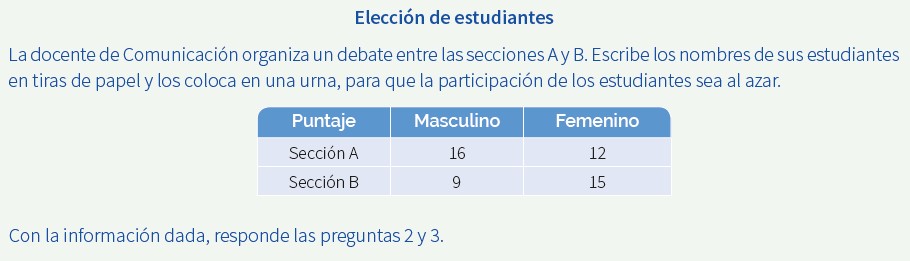 Elección de estudiantes
La docente de Comunicación organiza un debate entre las secciones A y B. Escribe los nombres de sus estudiantes
en tiras de papel y los coloca en una urna, para que la participación de los estudiantes sea al azar.
Puntaje Masculino Femenino
Sección A 16 12
Sección B 9 15
Con la información dada, responde las preguntas 2 y 3.